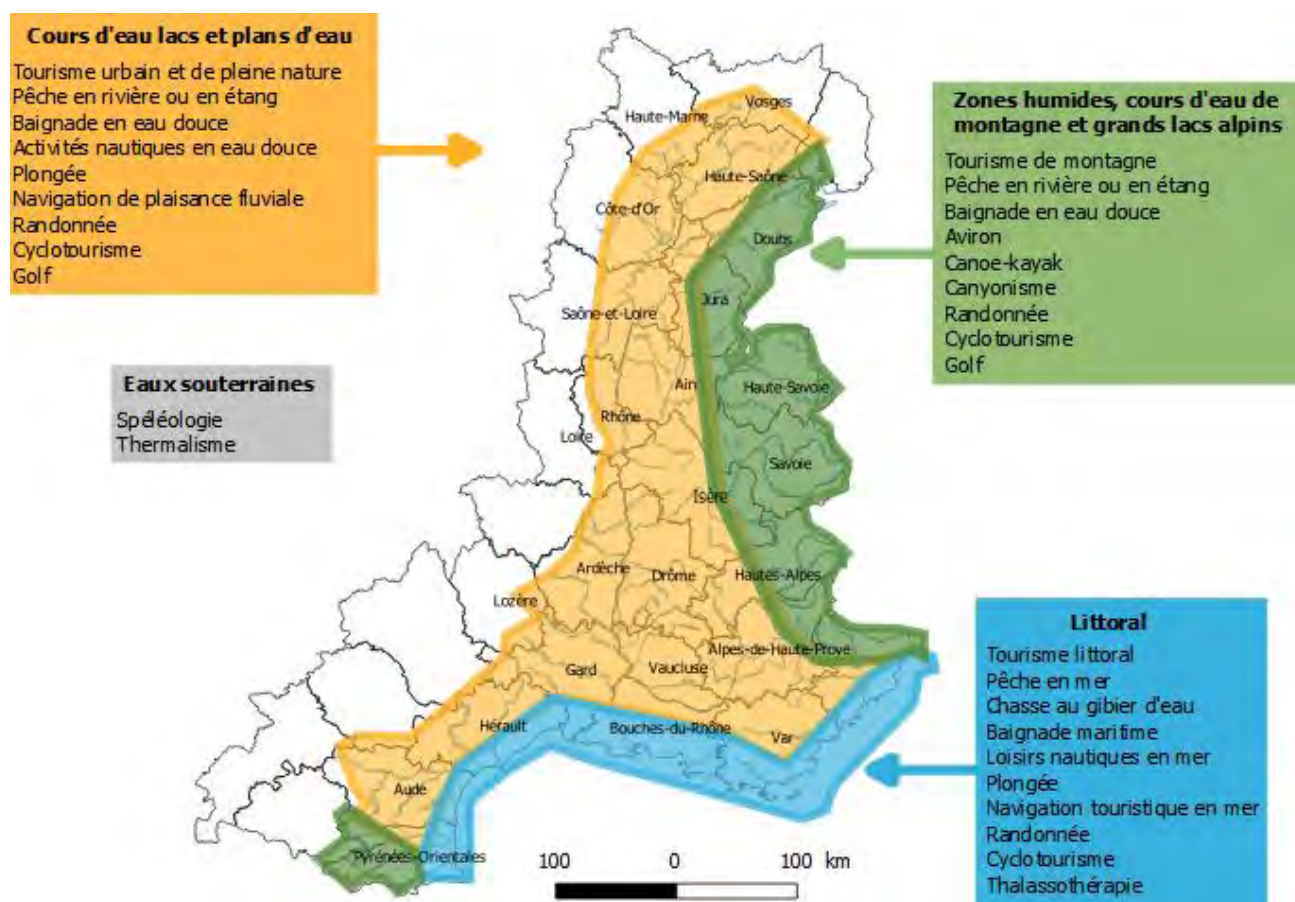 Cours d'eau lacs et plans d'eau
Tourisme urbain et de pleine nature
Pêche en rivière ou en étang
Baignade en eau douce
Activités nautiques en eau douce
Plongée
Navigation de plaisance fluviale
Randonnée
Cyclotourisme
Golf
Zones humides, cours d'eau de
montagne et grands lacs alpins
Tourisme de montagne
Pêche en rivière ou en étang
Baignade en eau douce
Aviron
Canoe-kayak
Canyonisme
Randonnée
Cyclotourisme
Golf
Eaux souterraines
Spéléologie
Thermalisme
Littoral
Tourisme littoral
Pêche en mer
Chasse au gibier d'eau
Baignade maritime
Loisirs nautiques en mer
Plongée
Navigation touristique en mer
Randonnée
Cyclotourisme
Thalassothérapie
Vosges
Haute-Marne
Haute-Saône
Côte-d'Or
Doubs
Jura
Saône-et-Loire
Ain
Haute-Savoie
Rhône
Loire
Savoie
Isère
Ardèche
Drôme
Hautes-Alpes
Lozère
Alpes-de-Haute-Prove
Gard
Vaucluse
Hérault
Bouches-du-Rhône
Var
Aude
Pyrénées-Orientales
100 0 100 km